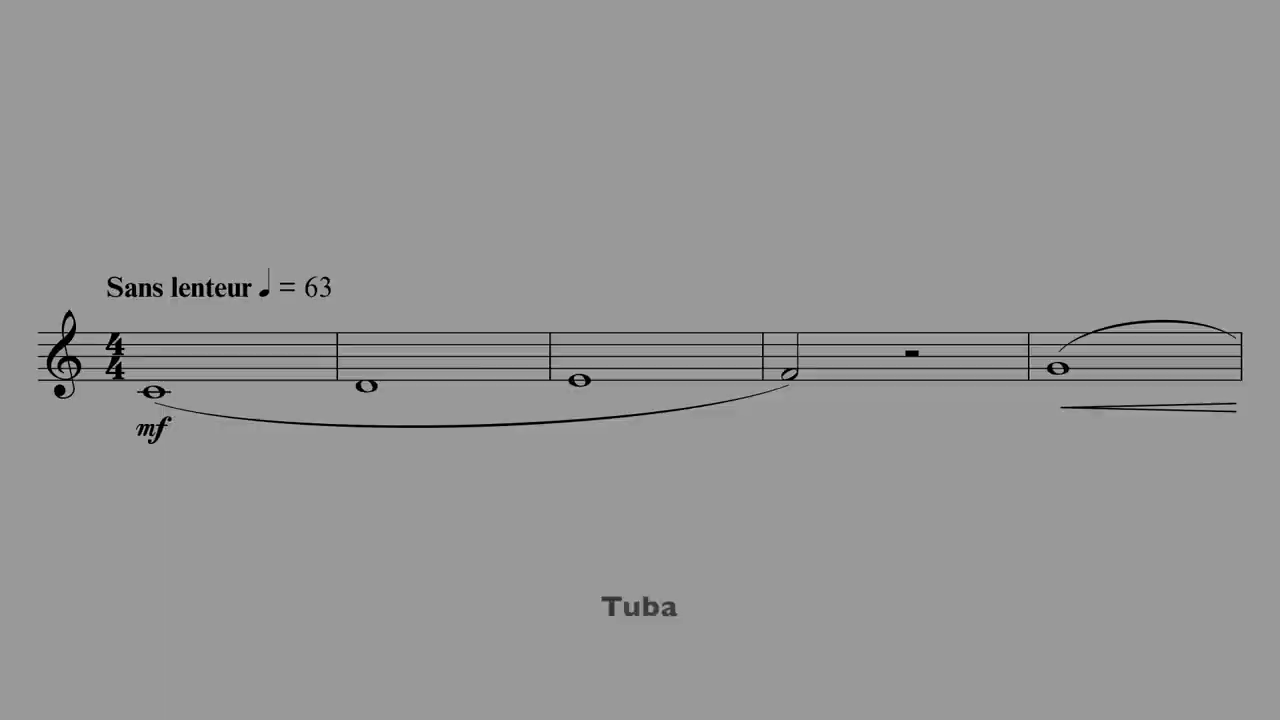 Sans lenteur ♩ = 63
4
4
mf
Tuba